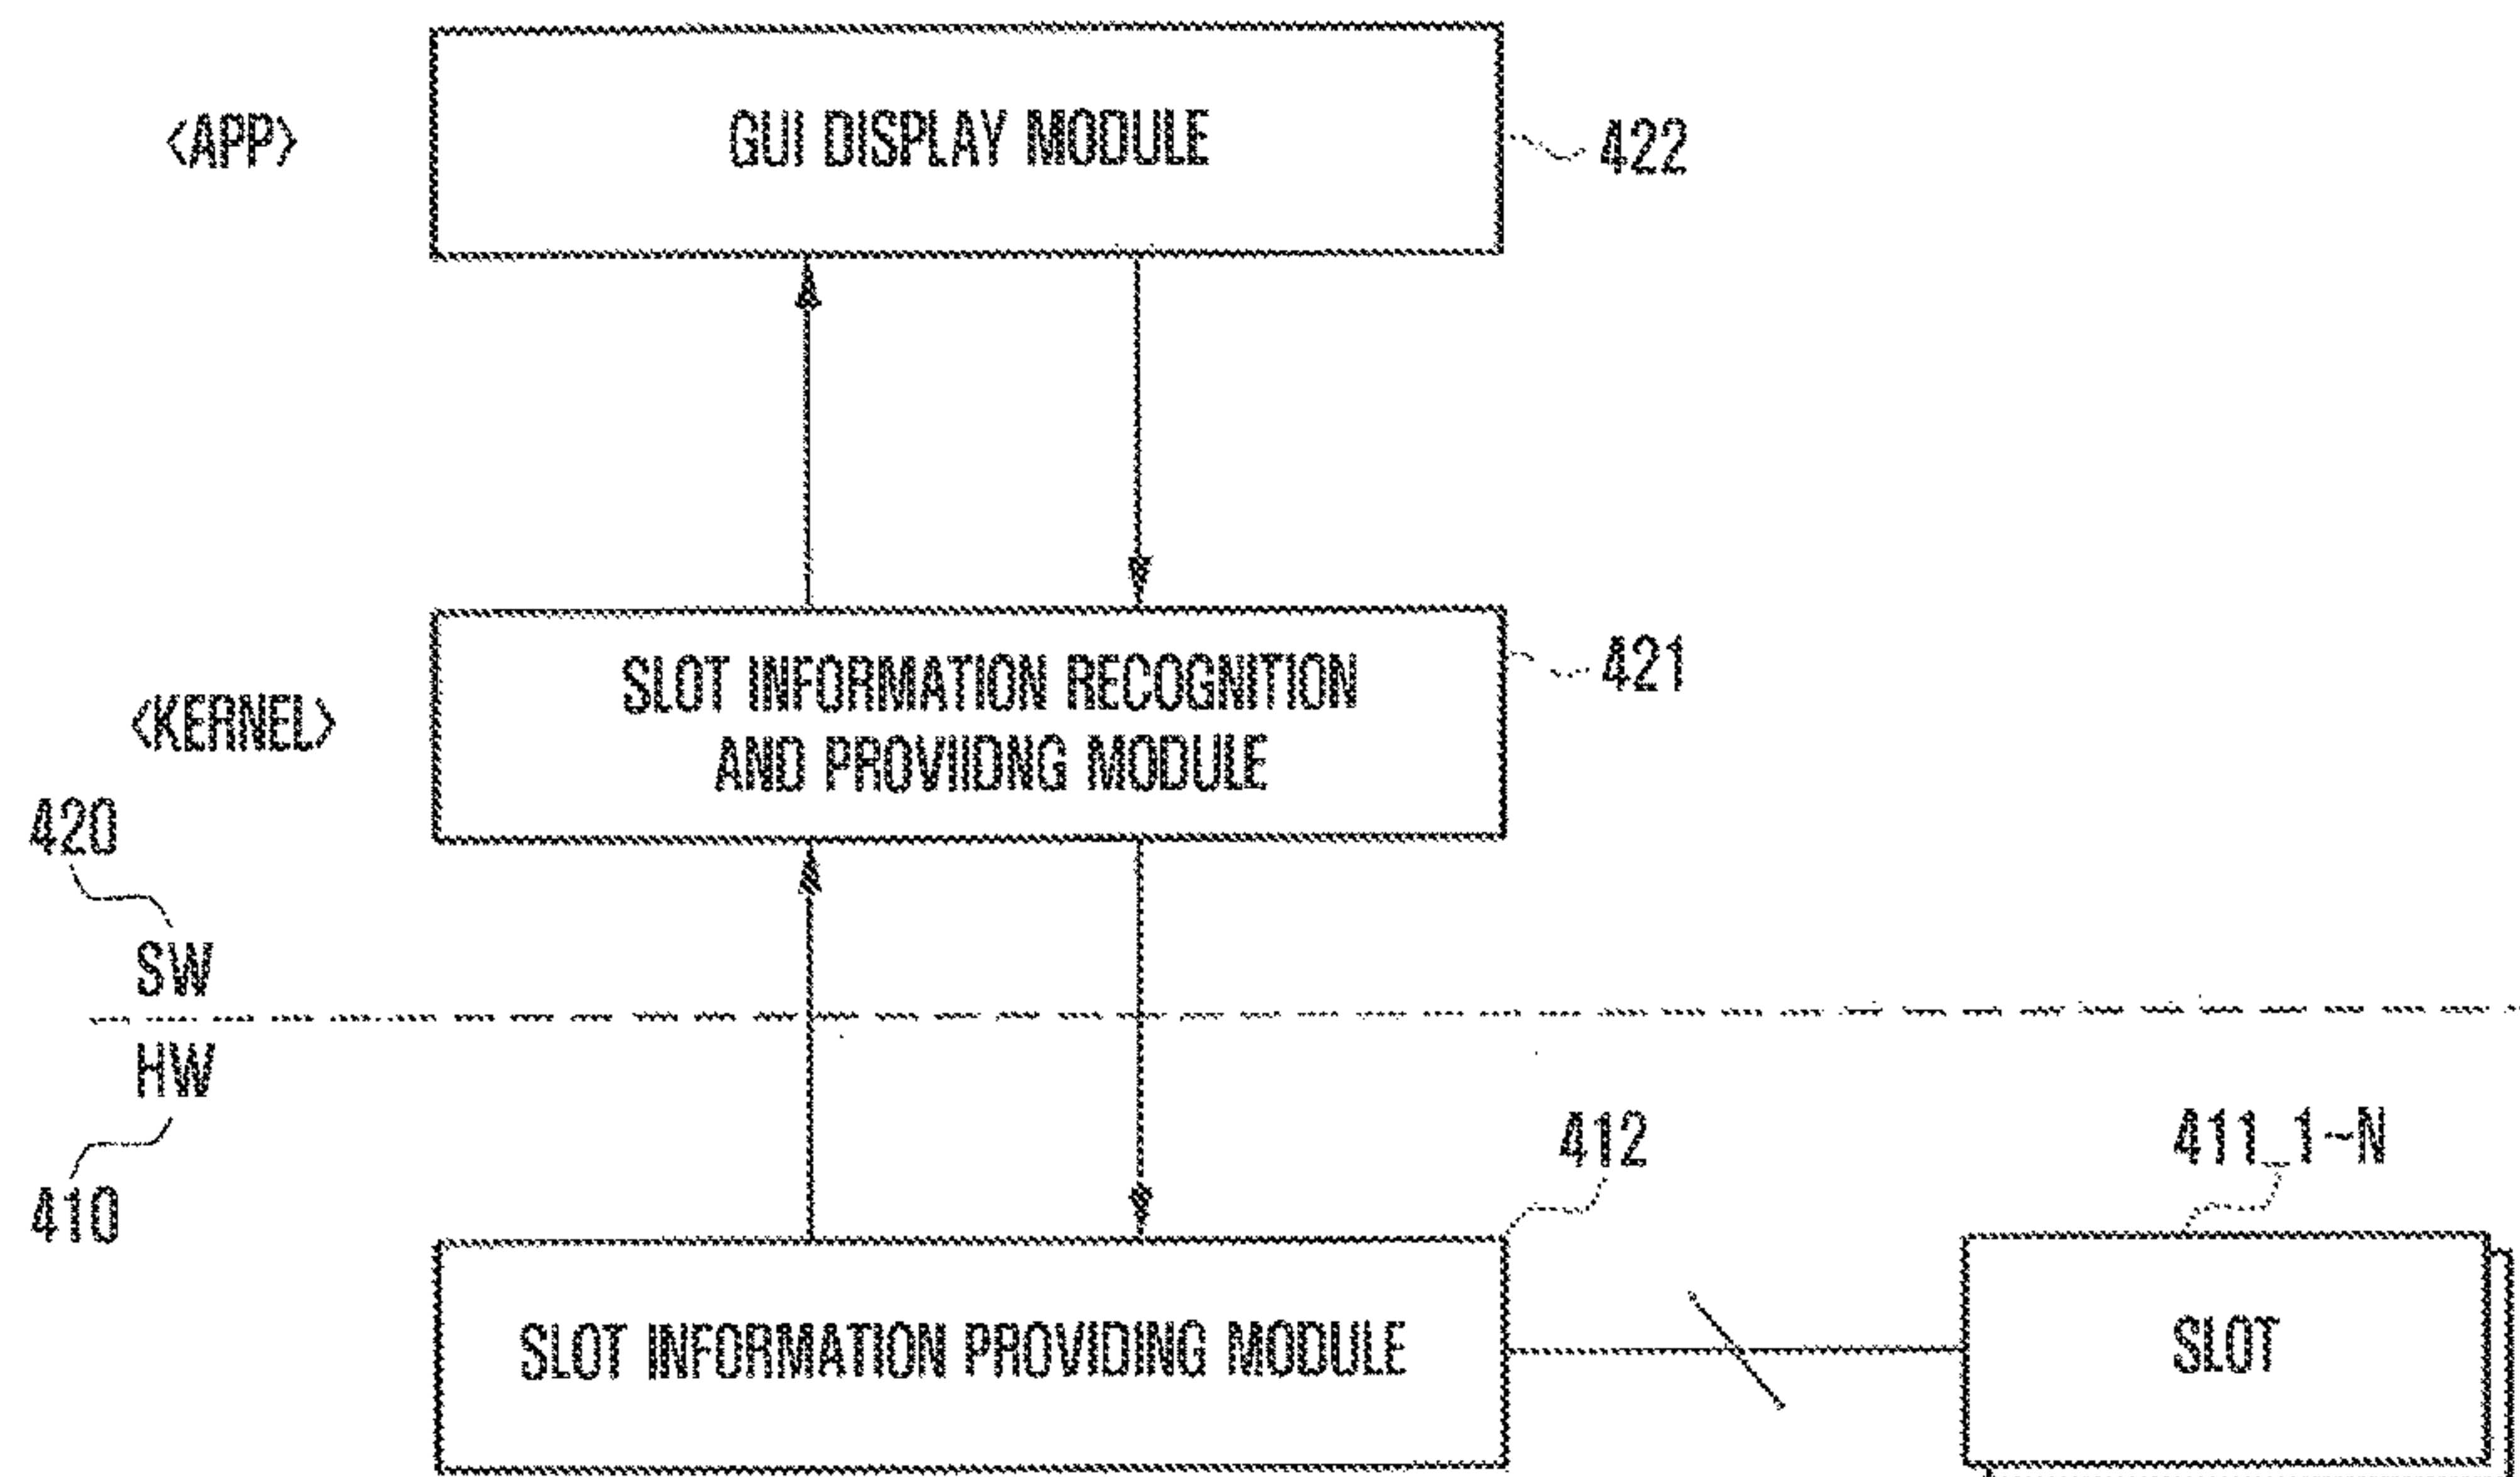 <APP>
GUI DISPLAY MODULE
422
<KERNEL>
SLOT INFORMATION RECOGNITION
AND PROVIIDNG MODULE
421
420
SW
HW
410
412
411_1~N
SLOT INFORMATION PROVIDING MODULE
SLOT